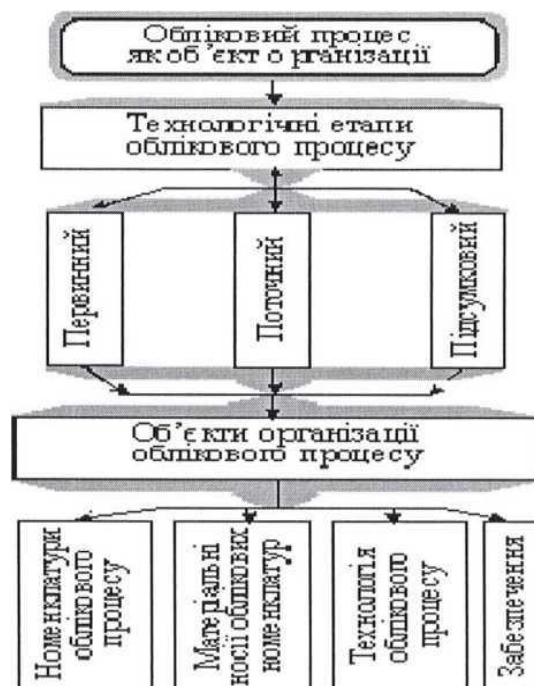 Обліковий процес
як об’єкт о рганізації
Технологічні етапи
облікового процесу
Первинний
Поточний
Підсумковий
Об’єкти організації
облікового процесу
Номенклатури
облікового
процесу
Матеріальні
носії облікових
номенклатур
Технологія
облікового
процесу
Забезпечення